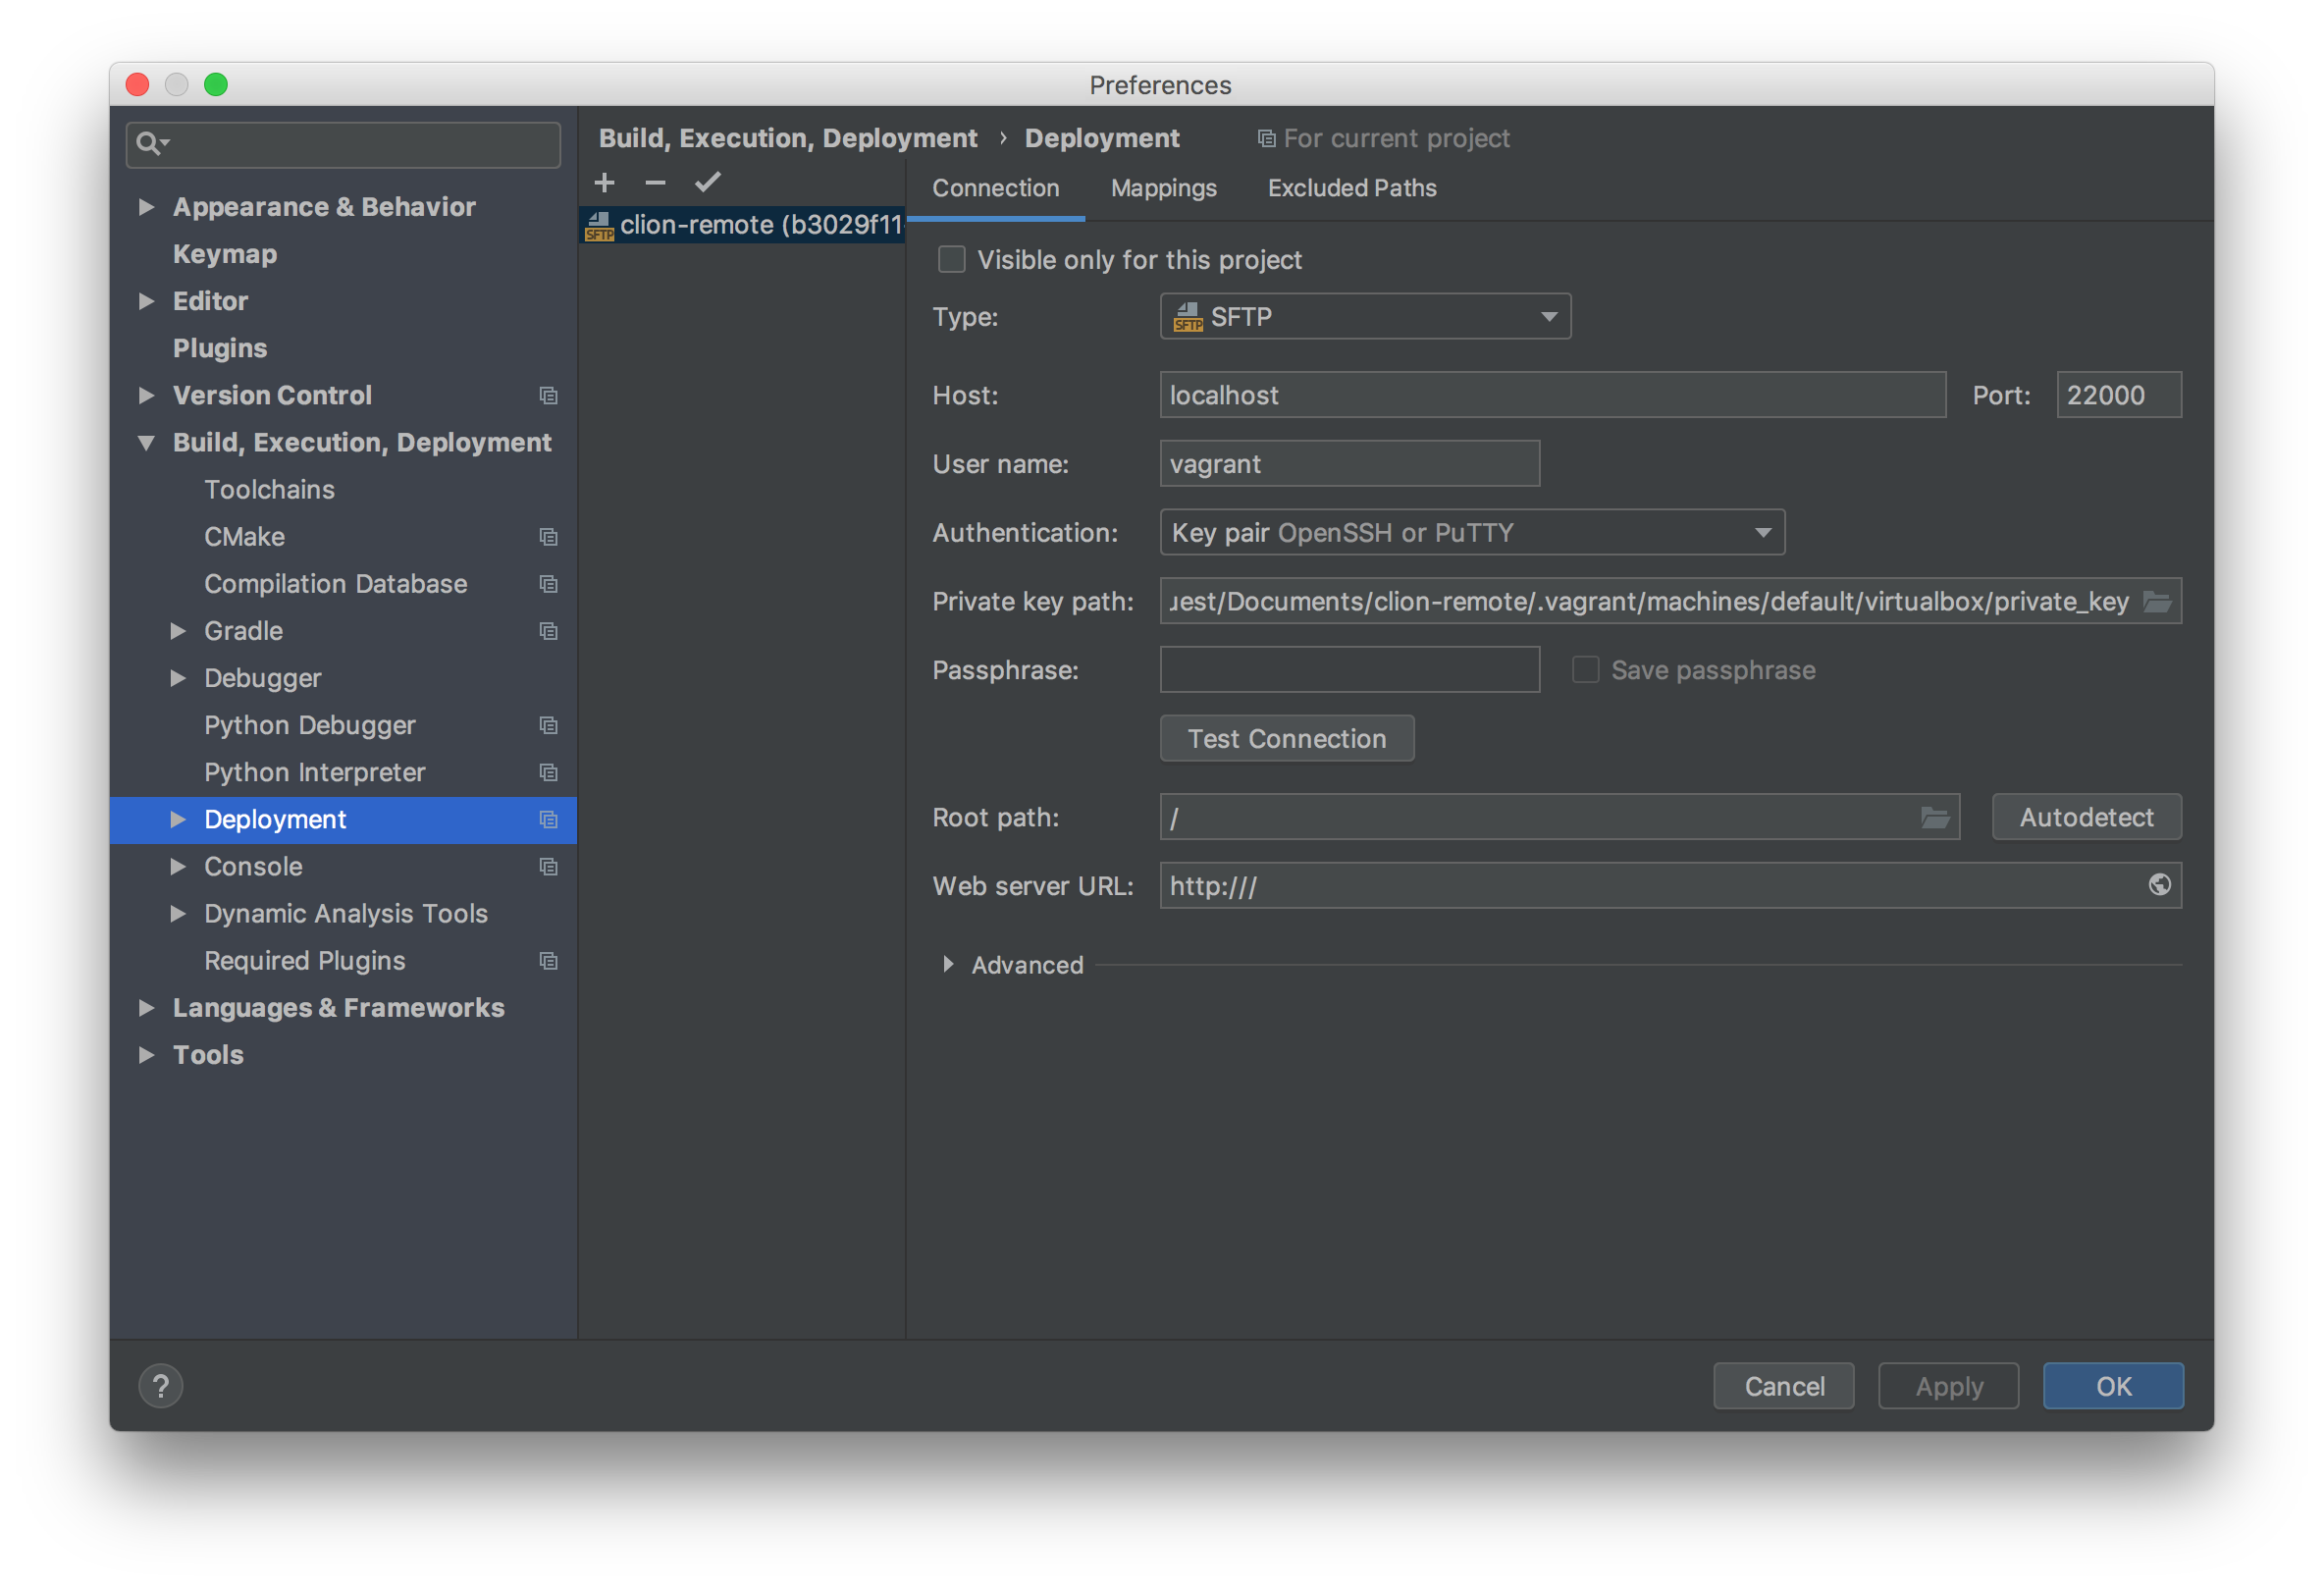 Preferences
Appearance & Behavior
Keymap
Editor
Plugins
Version Control
Build, Execution, Deployment
Toolchains
CMake
Compilation Database
Gradle
Debugger
Python Debugger
Python Interpreter
Deployment
Console
Dynamic Analysis Tools
Required Plugins
Languages & Frameworks
Tools
Build, Execution, Deployment › Deployment For current project
SFTP clion-remote (b3029f11
Connection Mappings Excluded Paths
Visible only for this project
Type: SFTP SFTP
Host: localhost Port: 22000
User name: vagrant
Authentication: Key pair OpenSSH or PuTTY
Private key path: uest/Documents/clion-remote/.vagrant/machines/default/virtualbox/private_key
Passphrase: Save passphrase
Test Connection
Root path: / Autodetect
Web server URL: http:///
Advanced
? Cancel Apply OK